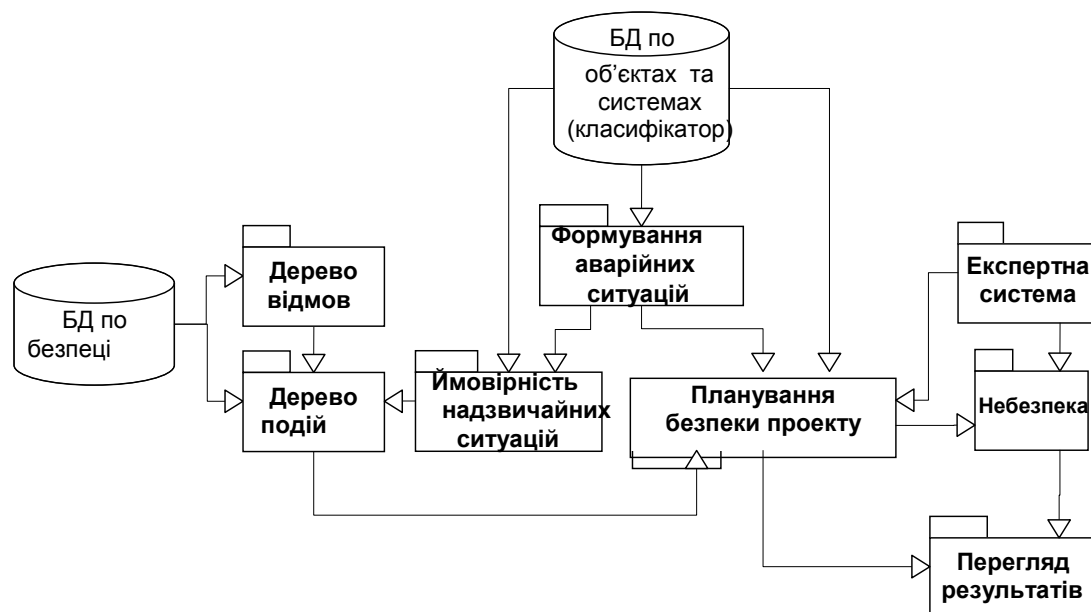 БД по
об’єктах та
системах
(класифікатор)
Формування
аварійних
ситуацій
Дерево
відмов
Експертна
система
БД по
безпеці
Дерево
подій
Ймовірність
надзвичайних
ситуацій
Планування
безпеки проекту
Небезпека
Перегляд
результатів